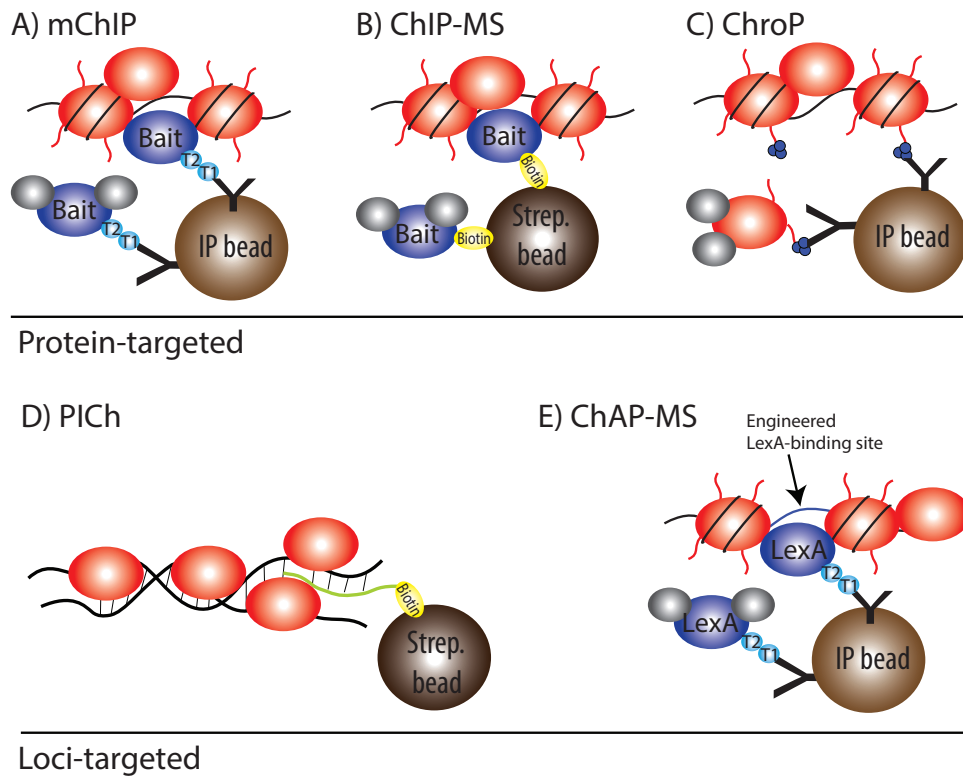 A) mChIP
B) ChIP-MS
C) ChroP
Bait
T2
T1
Bait
T2
T1
IP bead
Bait
Biotin
Bait
Biotin
Strep.
bead
IP bead
Protein-targeted
D) PICh
E) ChAP-MS
Engineered
LexA-binding site
Biotin
Strep.
bead
LexA
T2
T1
LexA
T2
T1
IP bead
Loci-targeted